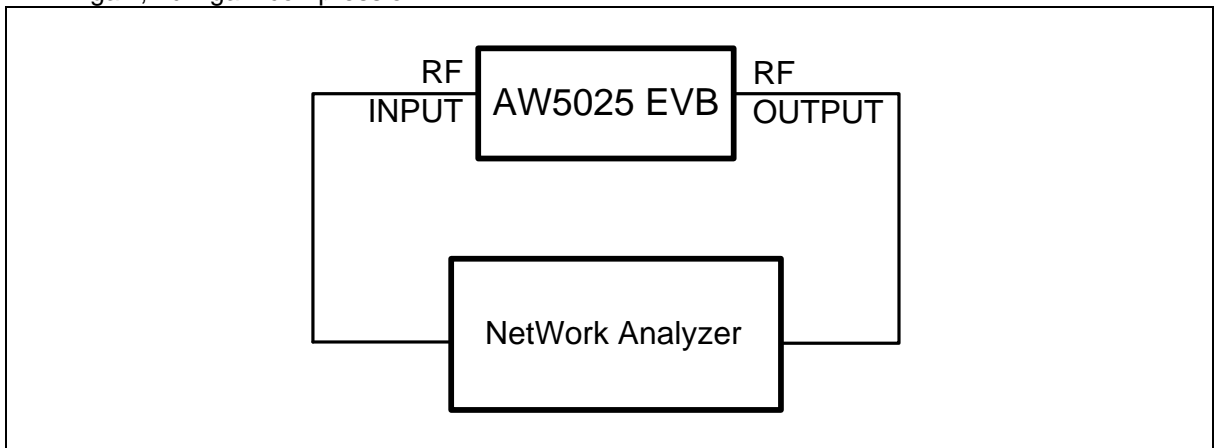 RF
INPUT
AW5025 EVB
RF
OUTPUT
NetWork Analyzer